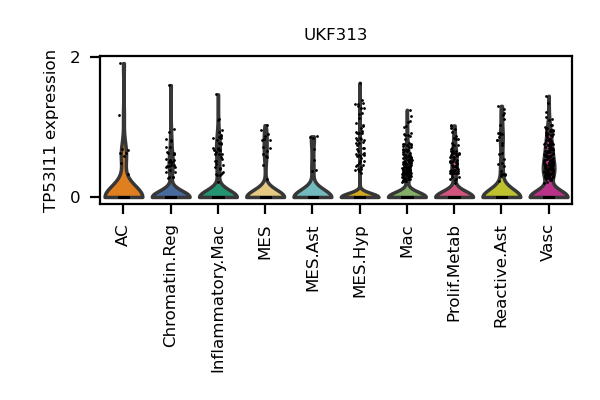 UKF313
TP53I11 expression
2
0
AC
Chromatin.Reg
Inflammatory.Mac
MES
MES.Ast
MES.Hyp
Mac
Prolif.Metab
Reactive.Ast
Vasc